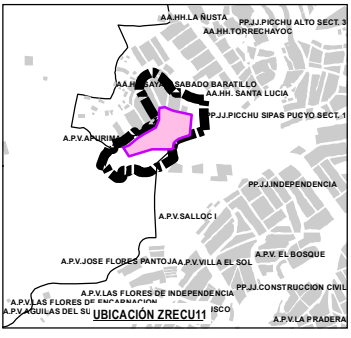 AA.HH.LA ÑUSTA
PP.JJ.PICCHU ALTO SECT. 3
AA.HH.TORRECHAYOC
SABADO BARATILLO
AA.HH. SANTA LUCIA
PP.JJ.PICCHU SIPAS PUCYO SECT. 1
A.P.V.APURIMA
PP.JJ.INDEPENDENCIA
A.P.V.SALLOC I
A.P.V. EL BOSQUE
A.P.V.JOSE FLORES PANTOJA
A.P.V.VILLA EL SOL
PP.JJ.CONSTRUCCION CIVIL
A.P.V.LAS FLORES DE INDEPENDENCIA
A.P.V.LAS FLORES DE ENCARNACION
A.P.V.AGUILAS DEL SU
UBICACIÓN ZRECU11
ISCO
A.P.V.LA PRADERA